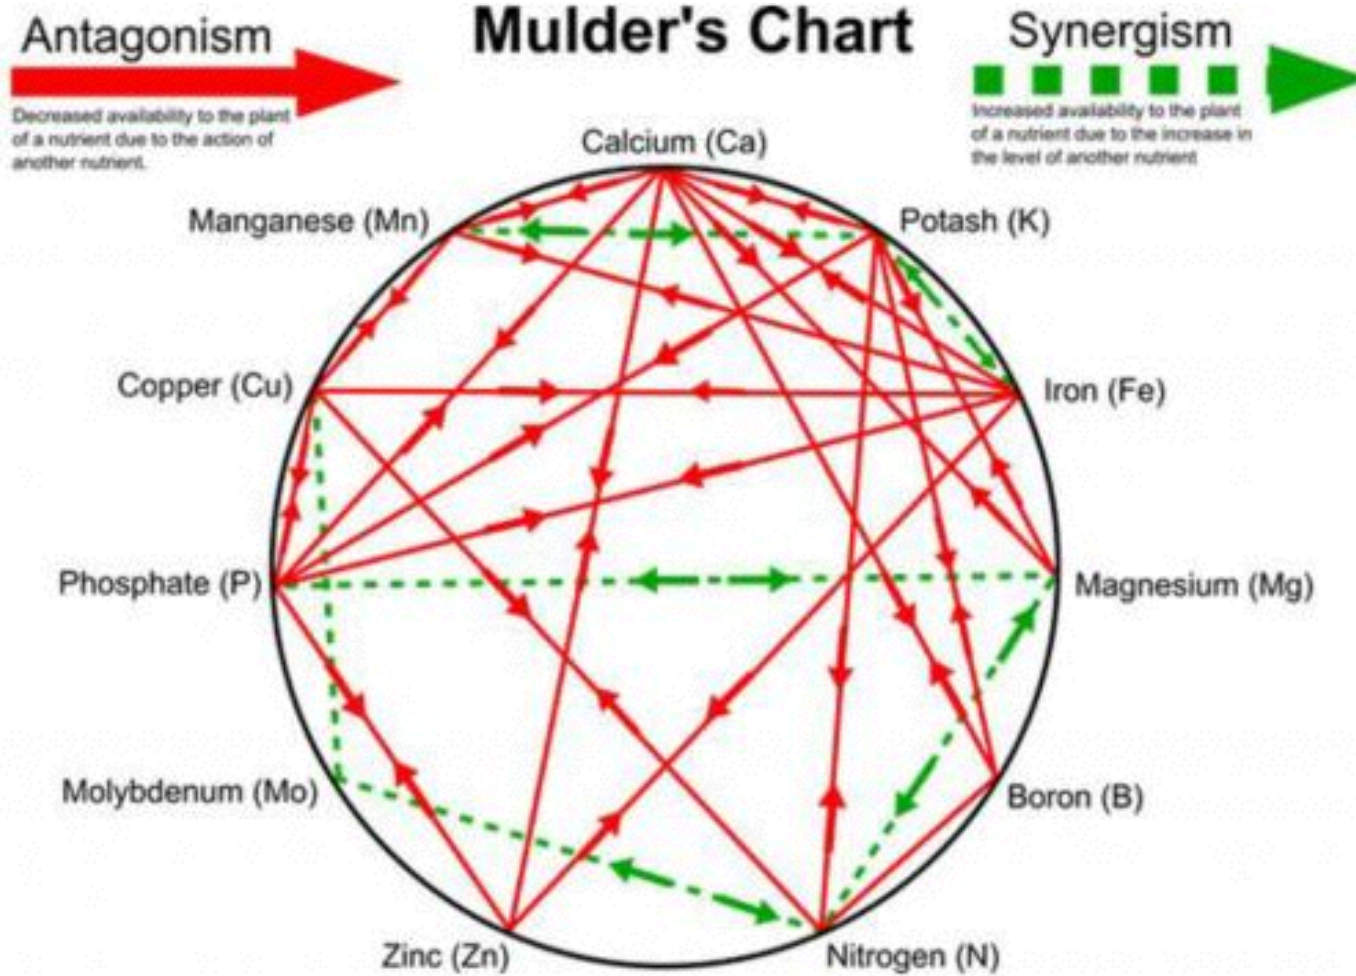 Mulder's Chart
Antagonism
Decreased availability to the plant
of a nutrient due to the action of
another nutrient.
Synergism
Increased availability to the plant
of a nutrient due to the increase in
the level of another nutrient
Calcium (Ca)
Manganese (Mn)
Potash (K)
Copper (Cu)
Iron (Fe)
Phosphate (P)
Magnesium (Mg)
Molybdenum (Mo)
Boron (B)
Zinc (Zn)
Nitrogen (N)